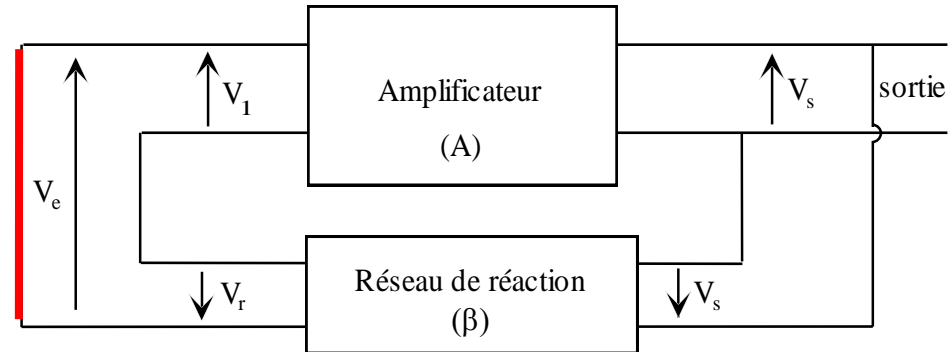 Amplificateur
(A)
V1
Vs
sortie
Ve
Réseau de réaction
(β)
Vr
Vs